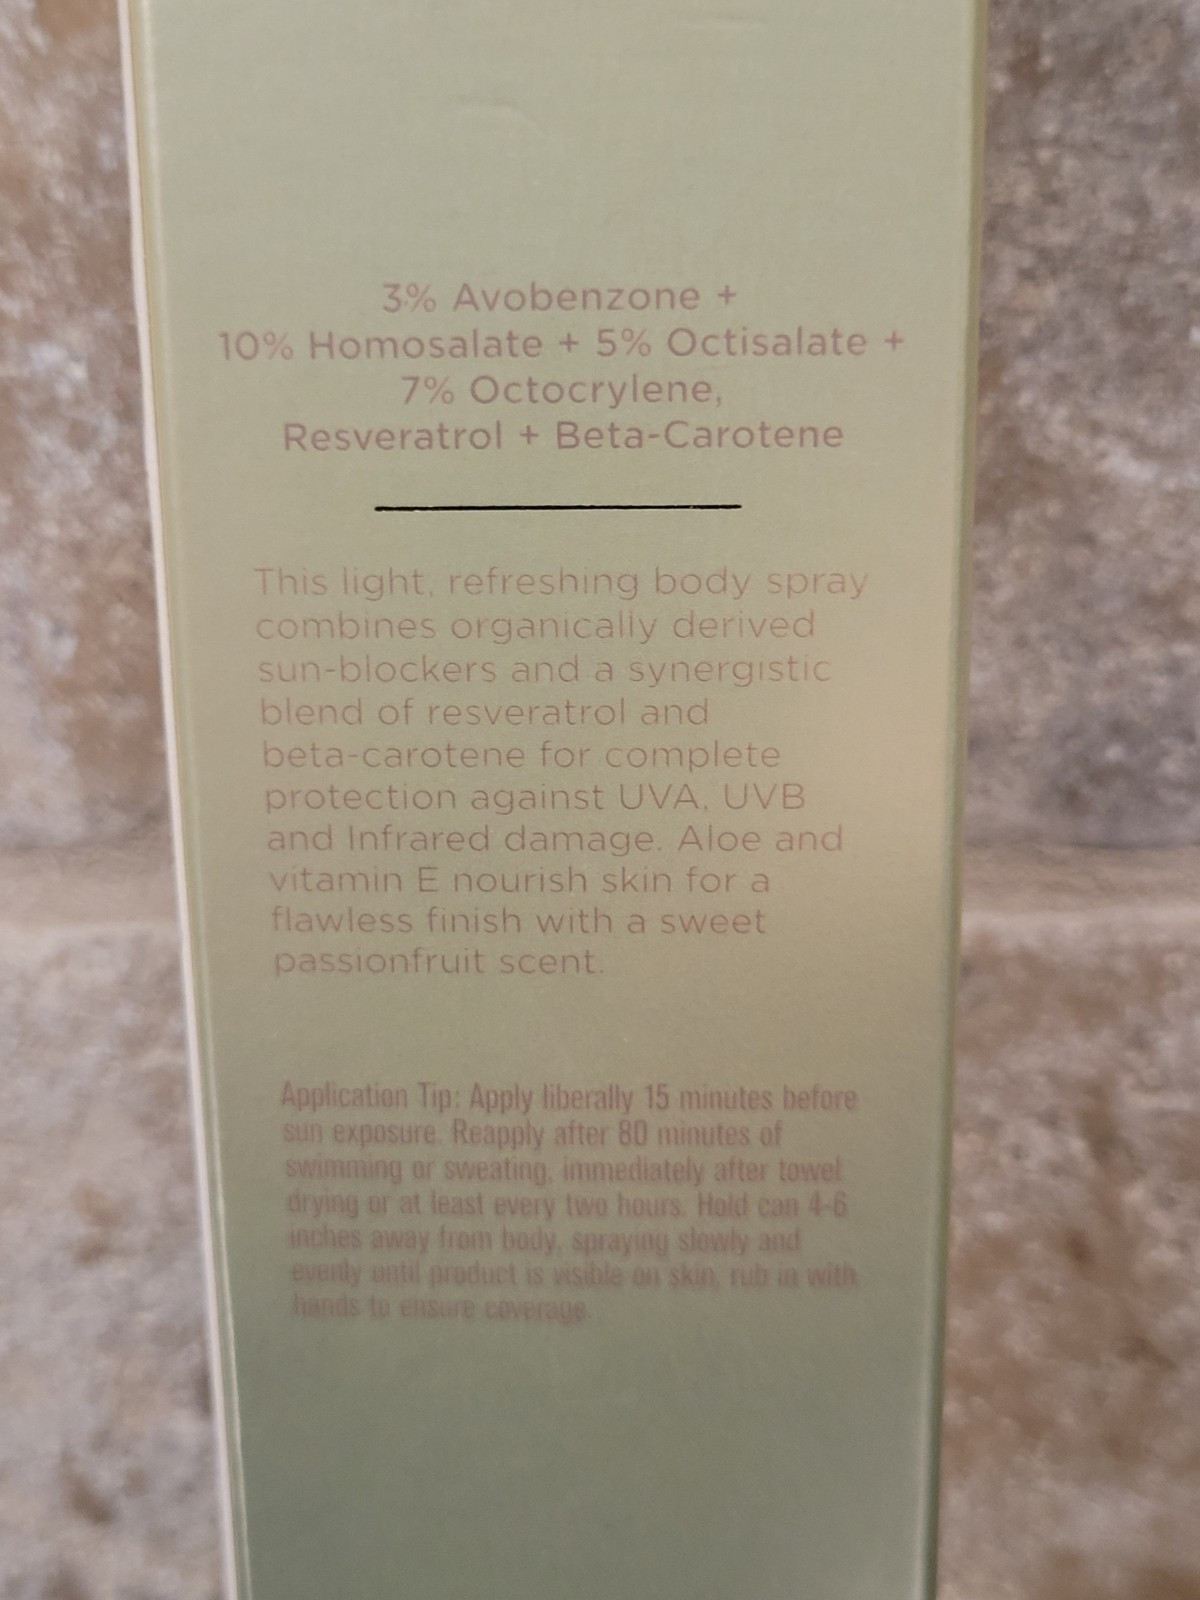 3% Avobenzone +
10% Homosalate + 5% Octisalate +
7% Octocrylene,
Resveratrol + Beta-Carotene
This light, refreshing body spray
combines organically derived
sun-blockers and a synergistic
blend of resveratrol and
beta-carotene for complete
protection against UVA, UVB
and Infrared damage. Aloe and
vitamin E nourish skin for a
flawless finish with a sweet
passionfruit scent.
Application Tip: Apply liberally 15 minutes before
sun exposure. Reapply after 80 minutes of
swimming or sweating, immediately after towel
drying or at least every two hours. Hold can 4-6
inches away from body, spraying slowly and
evenly until product is visible on skin, rub in with
hands to ensure coverage.